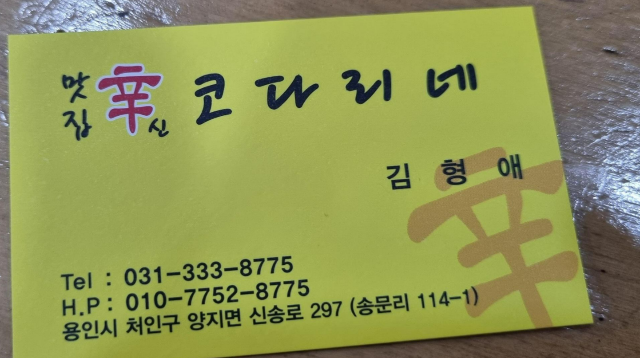 맛집 辛신 코다리네
김 형 애
辛
Tel : 031-333-8775
H.P : 010-7752-8775
용인시 처인구 양지면 신송로 297 (송문리 114-1)